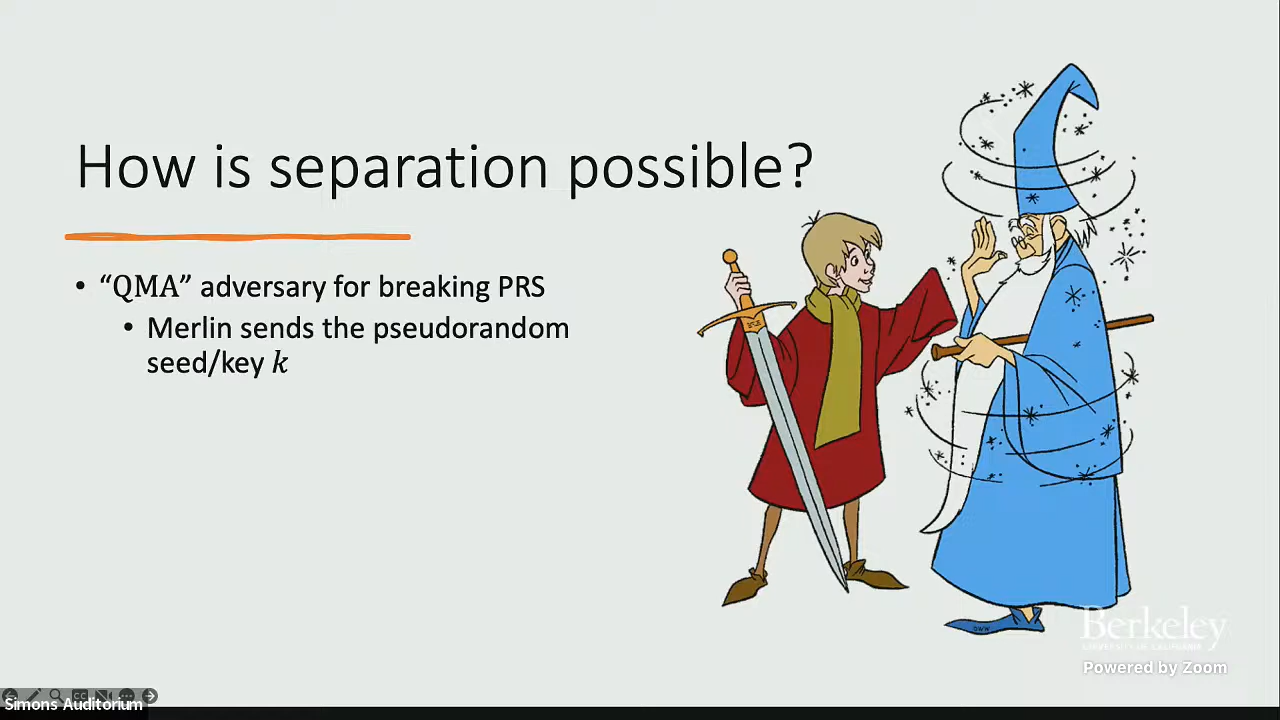 How is separation possible?
• “QMA” adversary for breaking PRS
• Merlin sends the pseudorandom
seed/key k
Berkeley
UNIVERSITY OF CALIFORNIA
Powered by Zoom
Simons Auditorium